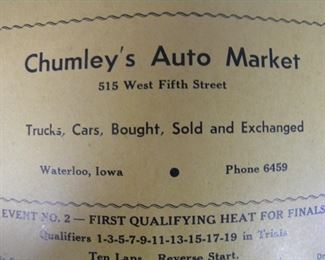 Chumley's Auto Market
515 West Fifth Street
Trucks, Cars, Bought, Sold and Exchanged
Waterloo, Iowa ● Phone 6459
EVENT NO. 2 — FIRST QUALIFYING HEAT FOR FINALS
Qualifiers 1-3-5-7-9-11-13-15-17-19 in Trials
Ten Laps. Reverse Start.